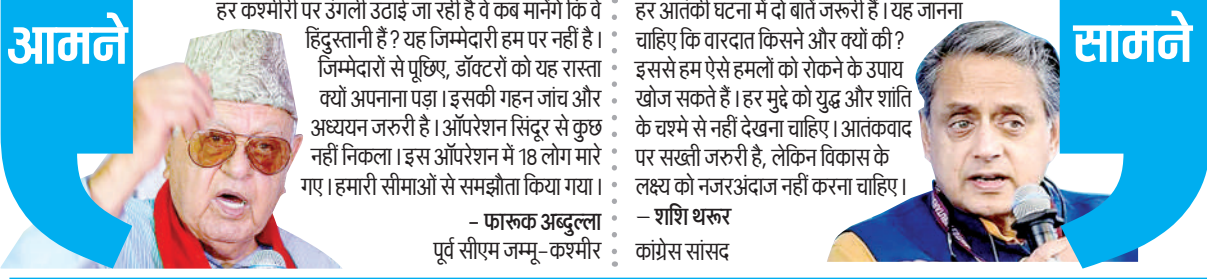 आमने
हर कश्मीरी पर उंगली उठाई जा रही है वे कब मानेंगे कि वे
हिंदुस्तानी हैं? यह जिम्मेदारी हम पर नहीं है।
जिम्मेदारों से पूछिए, डॉक्टरों को यह रास्ता
क्यों अपनाना पड़ा। इसकी गहन जांच और
अध्ययन जरुरी है। ऑपरेशन सिंदूर से कुछ
नहीं निकला। इस ऑपरेशन में 18 लोग मारे
गए। हमारी सीमाओं से समझौता किया गया।
– फारूक अब्दुल्ला
पूर्व सीएम जम्मू-कश्मीर
हर आतंकी घटना में दो बातें जरूरी हैं। यह जानना
चाहिए कि वारदात किसने और क्यों की?
इससे हम ऐसे हमलों को रोकने के उपाय
खोज सकते हैं। हर मुद्दे को युद्ध और शांति
के चश्मे से नहीं देखना चाहिए। आतंकवाद
पर सख्ती जरुरी है, लेकिन विकास के
लक्ष्य को नजरअंदाज नहीं करना चाहिए।
– शशि थरूर
कांग्रेस सांसद
सामने